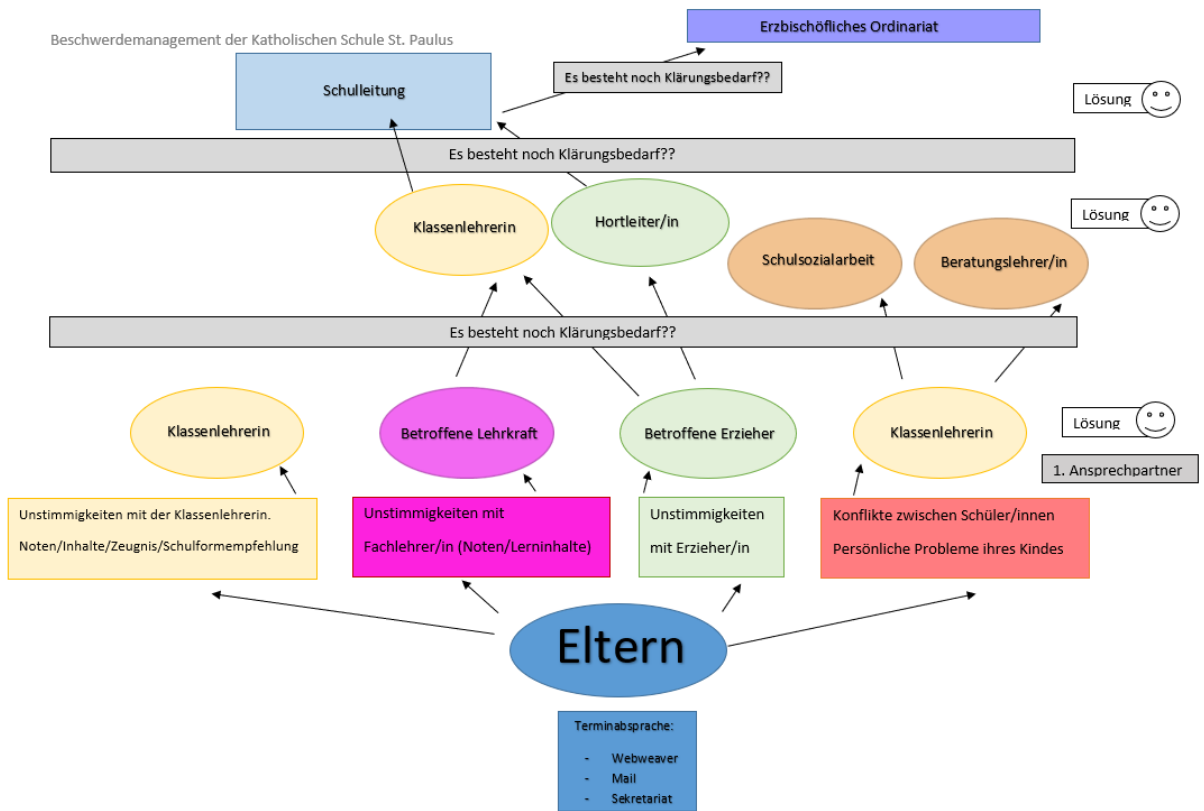 Erzbischöfliches Ordinariat
Beschwerdemanagement der Katholischen Schule St. Paulus
Es besteht noch Klärungsbedarf??
Schulleitung
Lösung
Es besteht noch Klärungsbedarf??
Klassenlehrerin
Hortleiter/in
Lösung
Schulsozialarbeit
Beratungslehrer/in
Es besteht noch Klärungsbedarf??
Klassenlehrerin
Betroffene Lehrkraft
Betroffene Erzieher
Klassenlehrerin
Lösung
1. Ansprechpartner
Unstimmigkeiten mit der Klassenlehrerin.
Noten/Inhalte/Zeugnis/Schulformempfehlung
Unstimmigkeiten mit
Fachlehrer/in (Noten/Lerninhalte)
Unstimmigkeiten
mit Erzieher/in
Konflikte zwischen Schüler/innen
Persönliche Probleme ihres Kindes
Eltern
Terminabsprache:
- Webweaver
- Mail
- Sekretariat